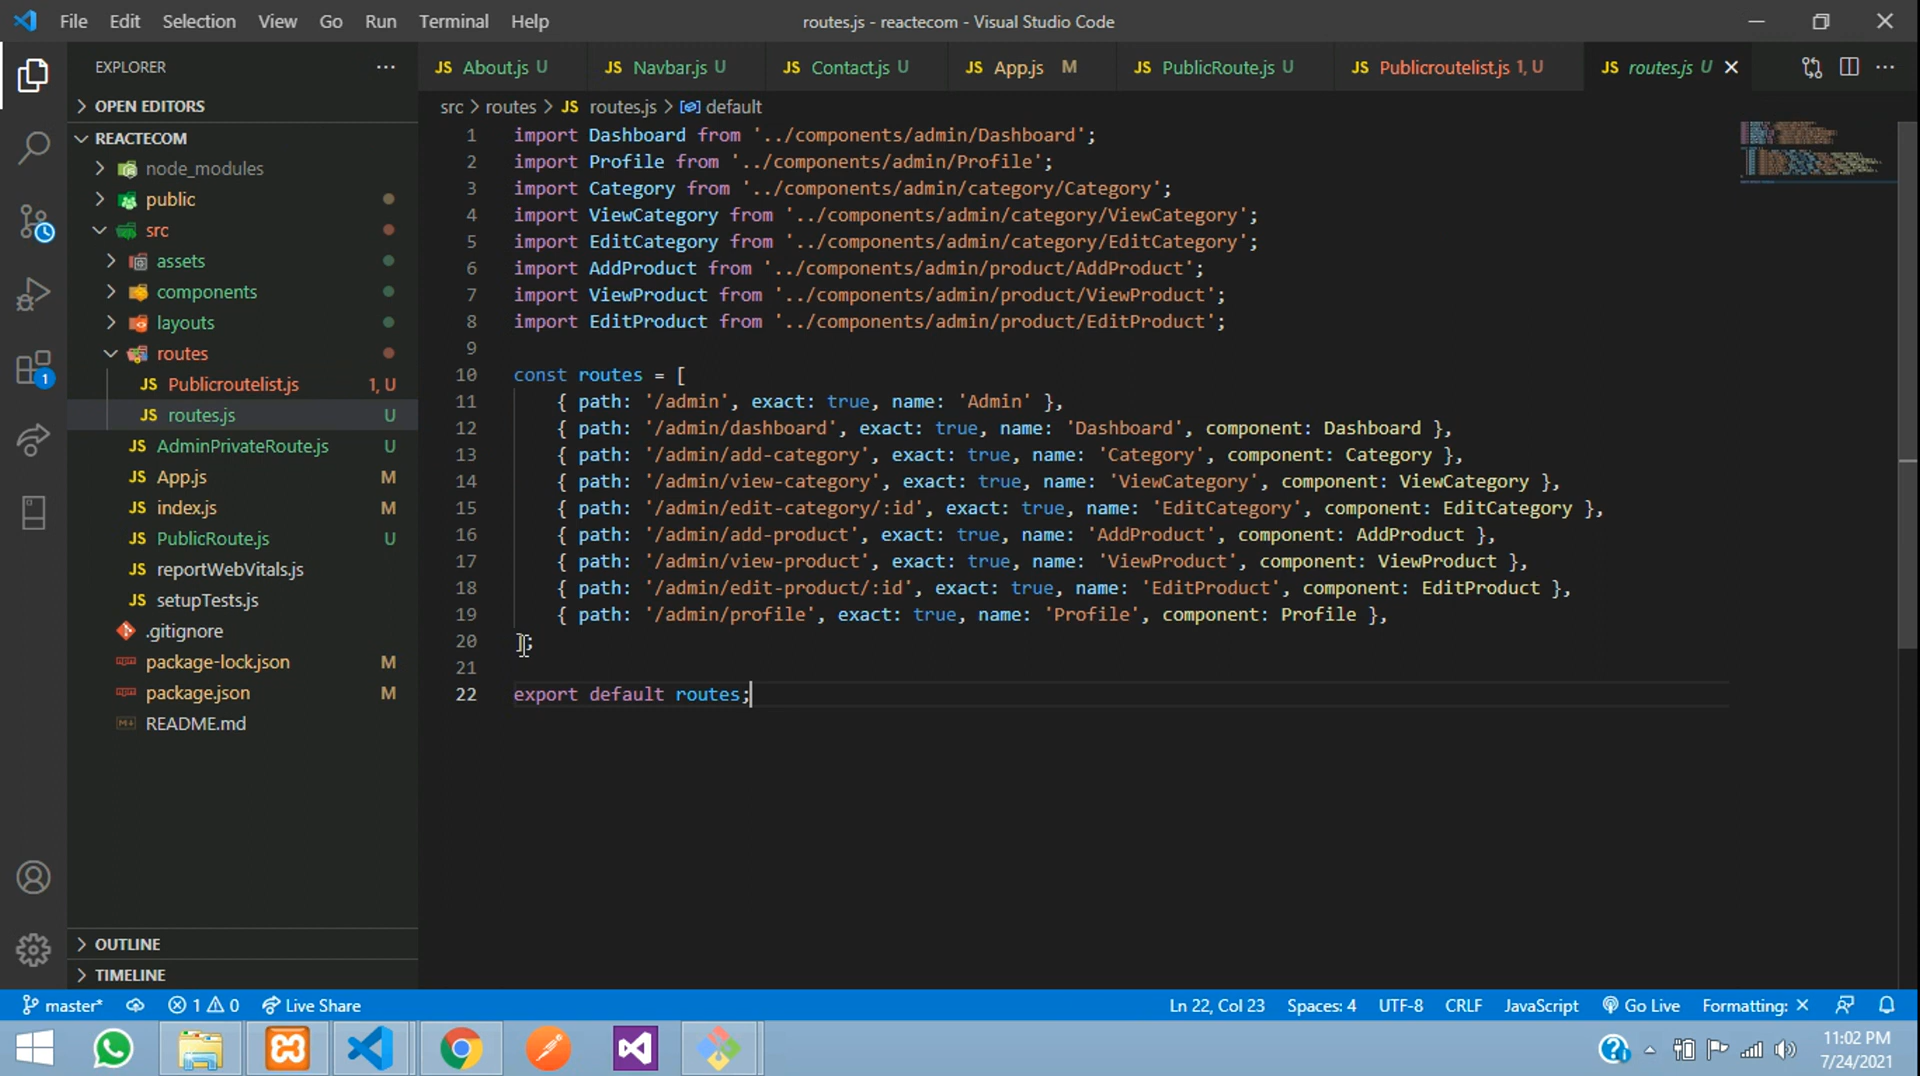 File Edit Selection View Go Run Terminal Help
routes.js - reactecom - Visual Studio Code
EXPLORER
About.js U
Navbar.js U
Contact.js U
App.js M
PublicRoute.js U
Publicroutelist.js 1, U
routes.js U
OPEN EDITORS
REACTECOM
node_modules
public
src
assets
components
layouts
routes
Publicroutelist.js 1, U
routes.js U
AdminPrivateRoute.js U
App.js M
index.js M
PublicRoute.js U
reportWebVitals.js
setupTests.js
.gitignore
package-lock.json M
package.json M
README.md
OUTLINE
TIMELINE
src > routes > JS routes.js > default
1 import Dashboard from '../components/admin/Dashboard';
2 import Profile from '../components/admin/Profile';
3 import Category from '../components/admin/category/Category';
4 import ViewCategory from '../components/admin/category/ViewCategory';
5 import EditCategory from '../components/admin/category/EditCategory';
6 import AddProduct from '../components/admin/product/AddProduct';
7 import ViewProduct from '../components/admin/product/ViewProduct';
8 import EditProduct from '../components/admin/product/EditProduct';
9
10 const routes = [
11 { path: '/admin', exact: true, name: 'Admin' },
12 { path: '/admin/dashboard', exact: true, name: 'Dashboard', component: Dashboard },
13 { path: '/admin/add-category', exact: true, name: 'Category', component: Category },
14 { path: '/admin/view-category', exact: true, name: 'ViewCategory', component: ViewCategory },
15 { path: '/admin/edit-category/:id', exact: true, name: 'EditCategory', component: EditCategory },
16 { path: '/admin/add-product', exact: true, name: 'AddProduct', component: AddProduct },
17 { path: '/admin/view-product', exact: true, name: 'ViewProduct', component: ViewProduct },
18 { path: '/admin/edit-product/:id', exact: true, name: 'EditProduct', component: EditProduct },
19 { path: '/admin/profile', exact: true, name: 'Profile', component: Profile },
20 ];
21
22 export default routes;
master* 1 0 Live Share
Ln 22, Col 23 Spaces: 4 UTF-8 CRLF JavaScript Go Live Formatting: ×
11:02 PM
7/24/2021